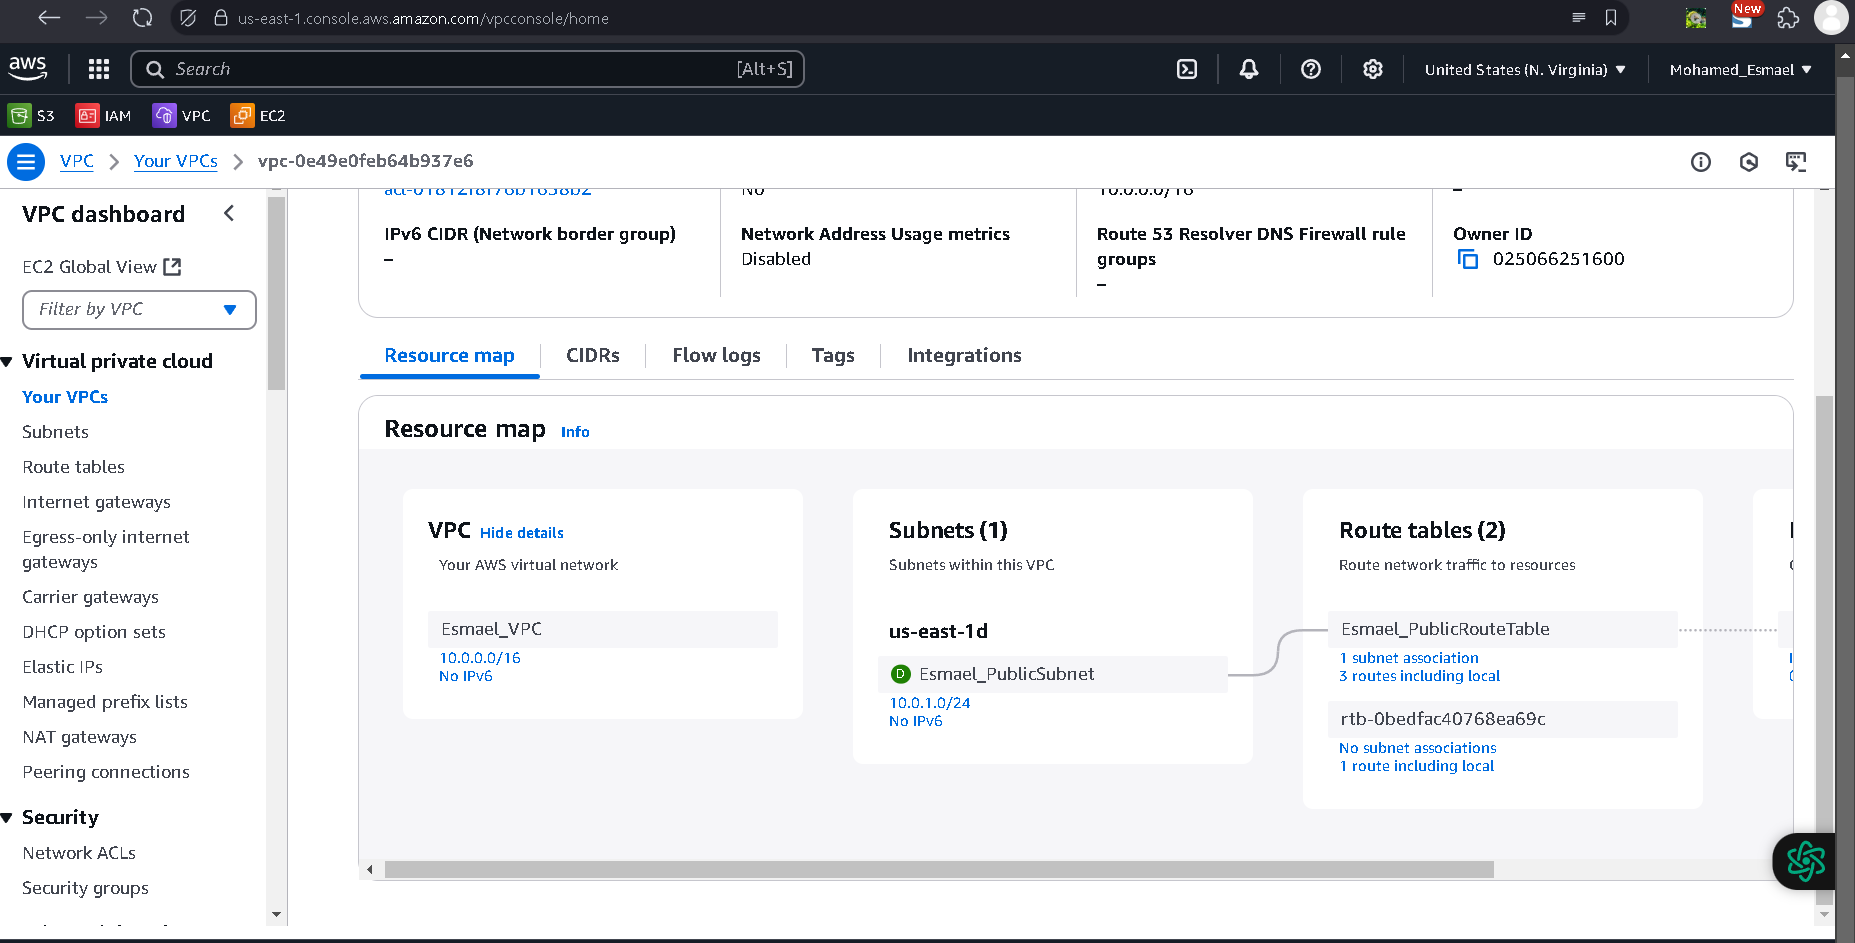 us-east-1.console.aws.amazon.com/vpcconsole/home
New
aws
Search
[Alt+S]
United States (N. Virginia)
Mohamed_Esmael
S3
IAM
VPC
EC2
VPC
Your VPCs
vpc-0e49e0feb64b937e6
VPC dashboard
EC2 Global View
Filter by VPC
Virtual private cloud
Your VPCs
Subnets
Route tables
Internet gateways
Egress-only internet
gateways
Carrier gateways
DHCP option sets
Elastic IPs
Managed prefix lists
NAT gateways
Peering connections
Security
Network ACLs
Security groups
No
10.0.0.0/16
–
IPv6 CIDR (Network border group)
–
Network Address Usage metrics
Disabled
Route 53 Resolver DNS Firewall rule
groups
–
Owner ID
025066251600
Resource map
CIDRs
Flow logs
Tags
Integrations
Resource map Info
VPC Hide details
Your AWS virtual network
Esmael_VPC
10.0.0.0/16
No IPv6
Subnets (1)
Subnets within this VPC
us-east-1d
D Esmael_PublicSubnet
10.0.1.0/24
No IPv6
Route tables (2)
Route network traffic to resources
Esmael_PublicRouteTable
1 subnet association
3 routes including local
rtb-0bedfac40768ea69c
No subnet associations
1 route including local